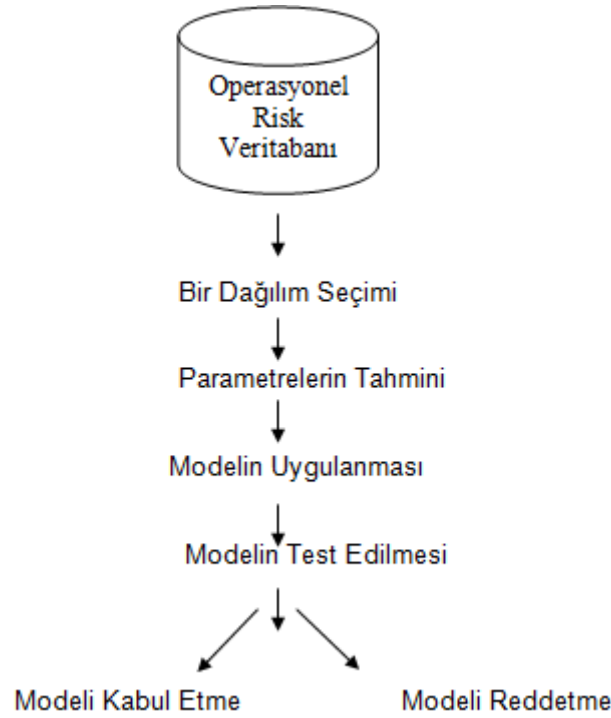 Operasyonel
Risk
Veritabanı
Bir Dağılım Seçimi
Parametrelerin Tahmini
Modelin Uygulanması
Modelin Test Edilmesi
Modeli Kabul Etme
Modeli Reddetme